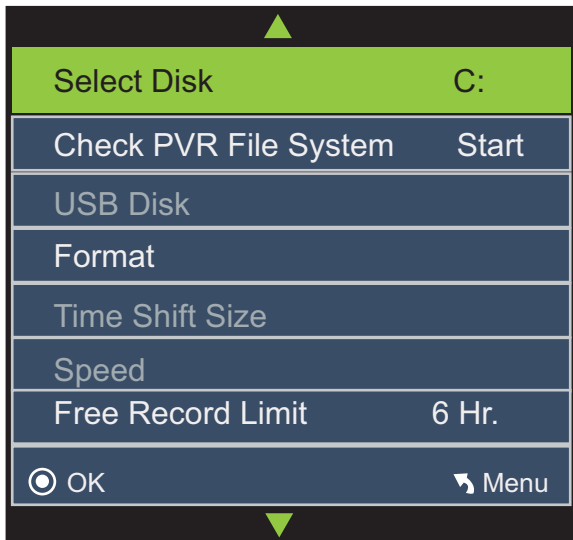 Select Disk C:
Check PVR File System Start
USB Disk
Format
Time Shift Size
Speed
Free Record Limit 6 Hr.
OK Menu